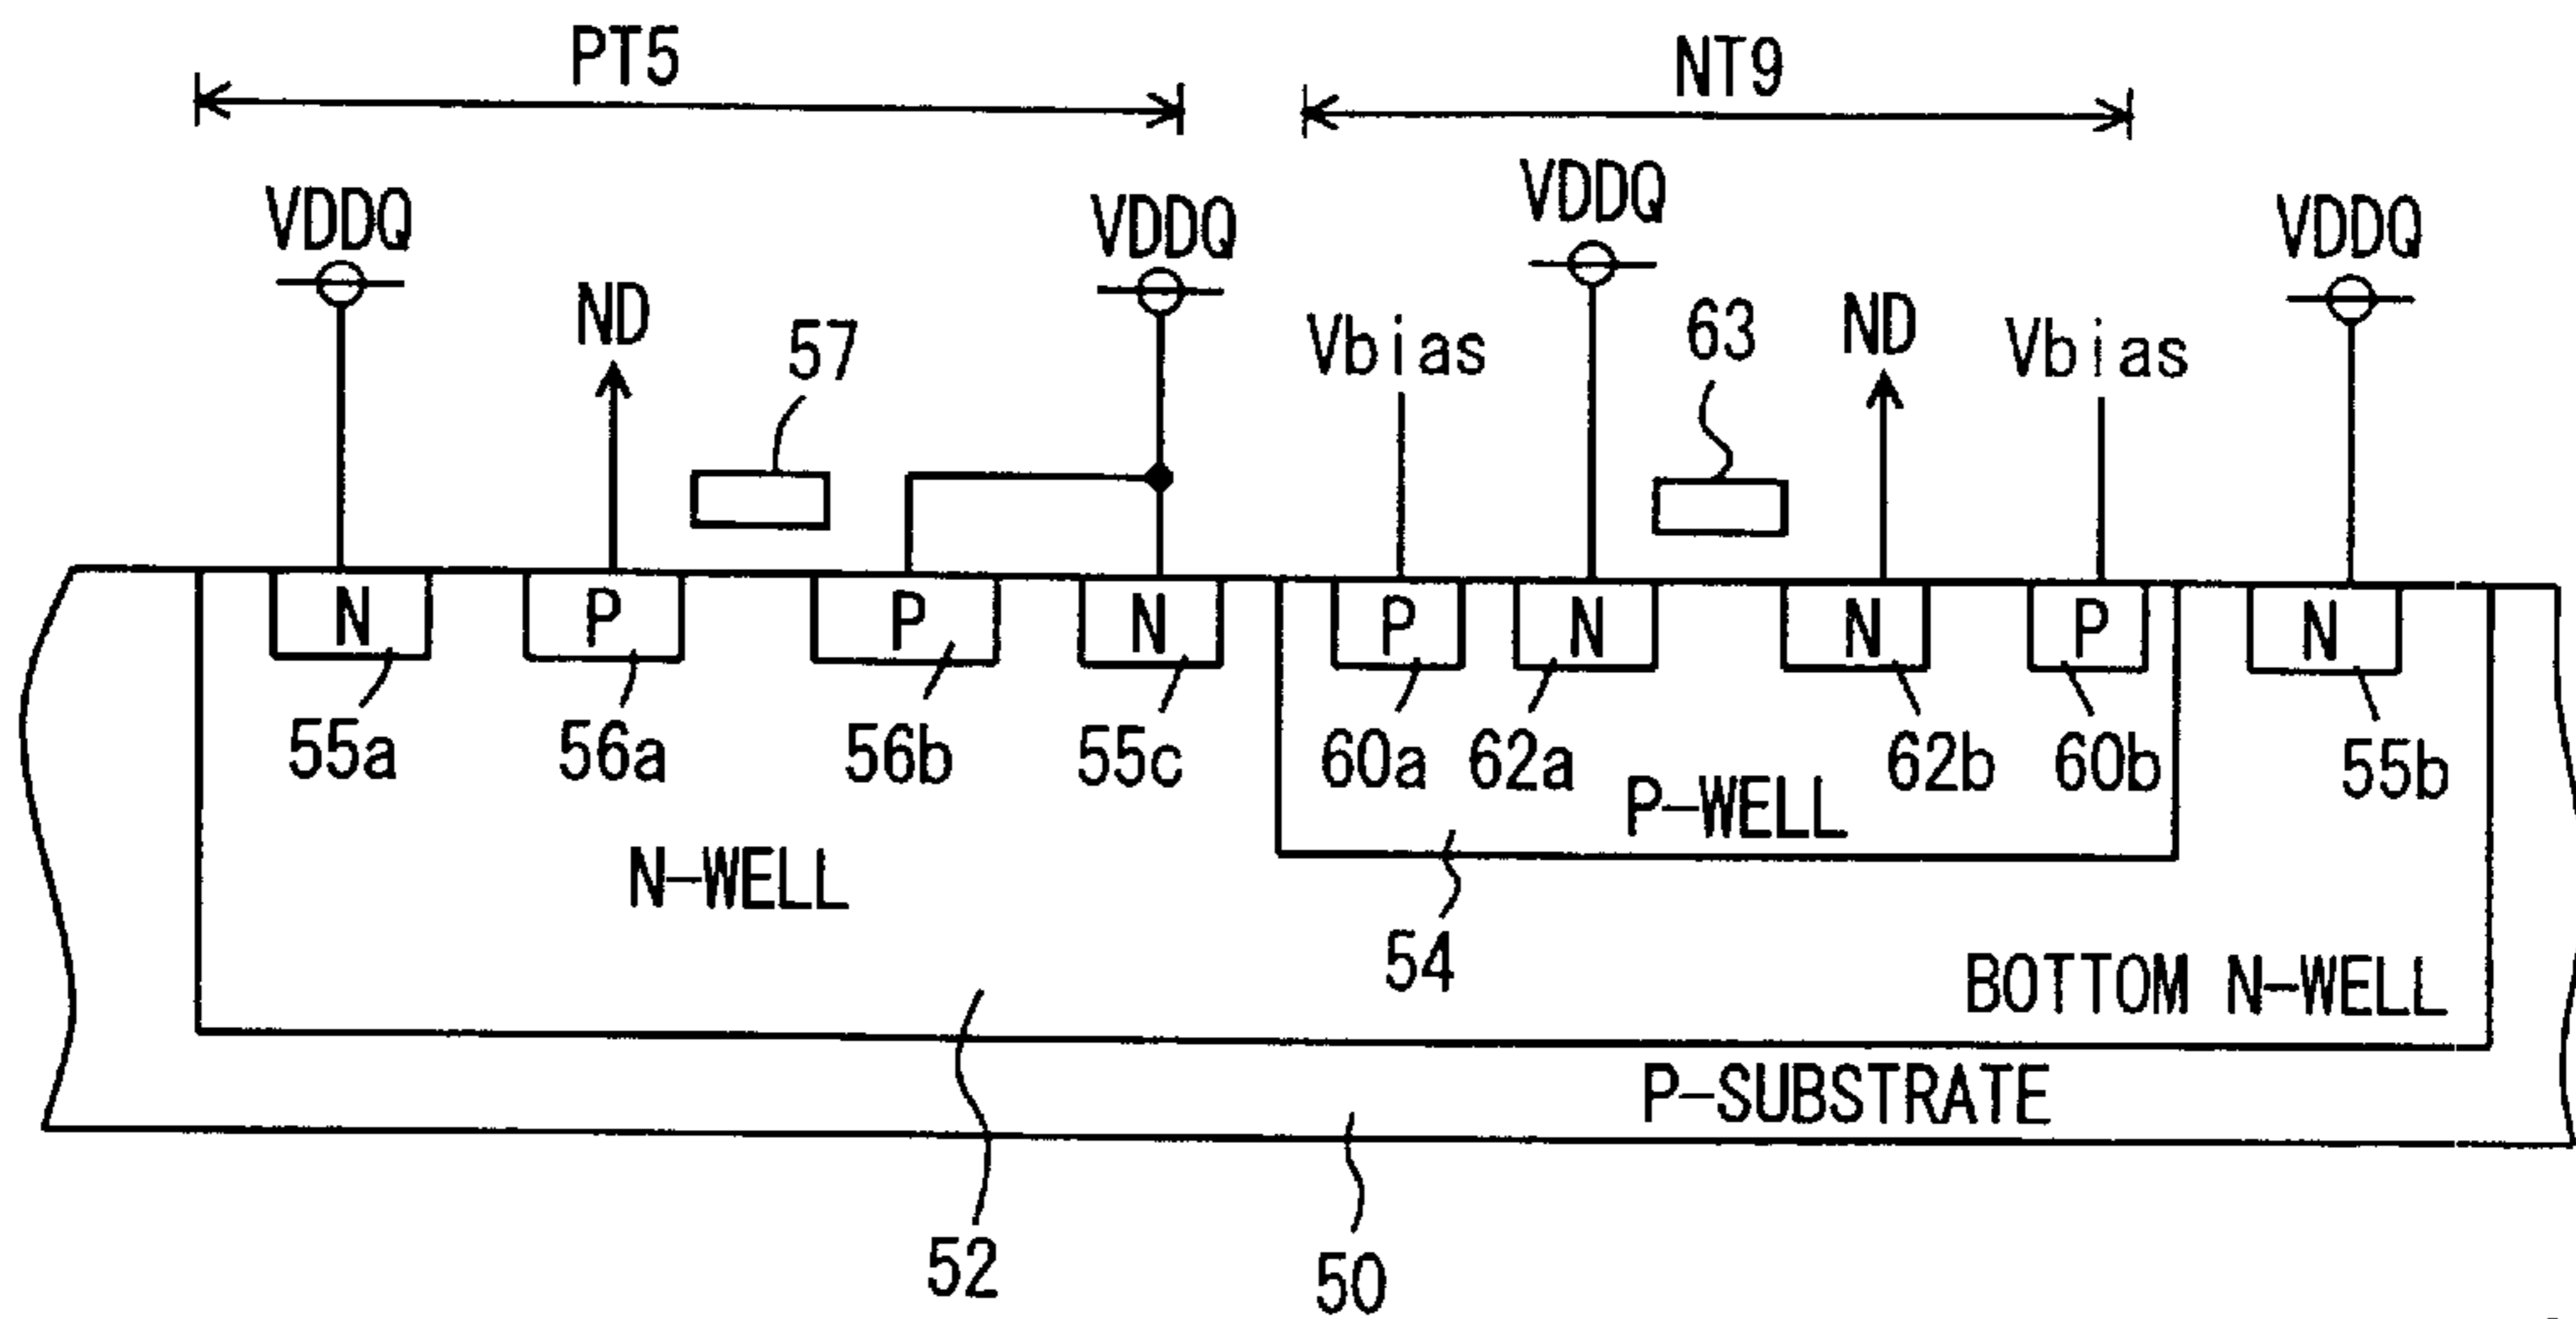 PT5
NT9
VDDQ
VDDQ
VDDQ
VDDQ
ND
57
Vbias
63
ND
Vbias
N
P
P
N
P
N
N
P
N
55a
56a
56b
55c
60a
62a
62b
60b
55b
P-WELL
N-WELL
54
BOTTOM N-WELL
P-SUBSTRATE
52
50